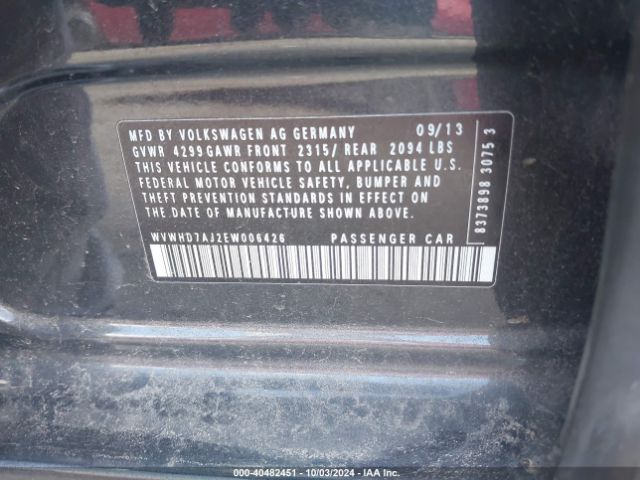 MFD BY VOLKSWAGEN AG GERMANY 09/13
GVWR 4299 GAWR FRONT 2315/ REAR 2094 LBS
THIS VEHICLE CONFORMS TO ALL APPLICABLE U.S.
FEDERAL MOTOR VEHICLE SAFETY, BUMPER AND
THEFT PREVENTION STANDARDS IN EFFECT ON
THE DATE OF MANUFACTURE SHOWN ABOVE.
WVWHD7AJ2EW006426 PASSENGER CAR
8373898 3075 3
000-40482451 - 10/03/2024 - IAA Inc.